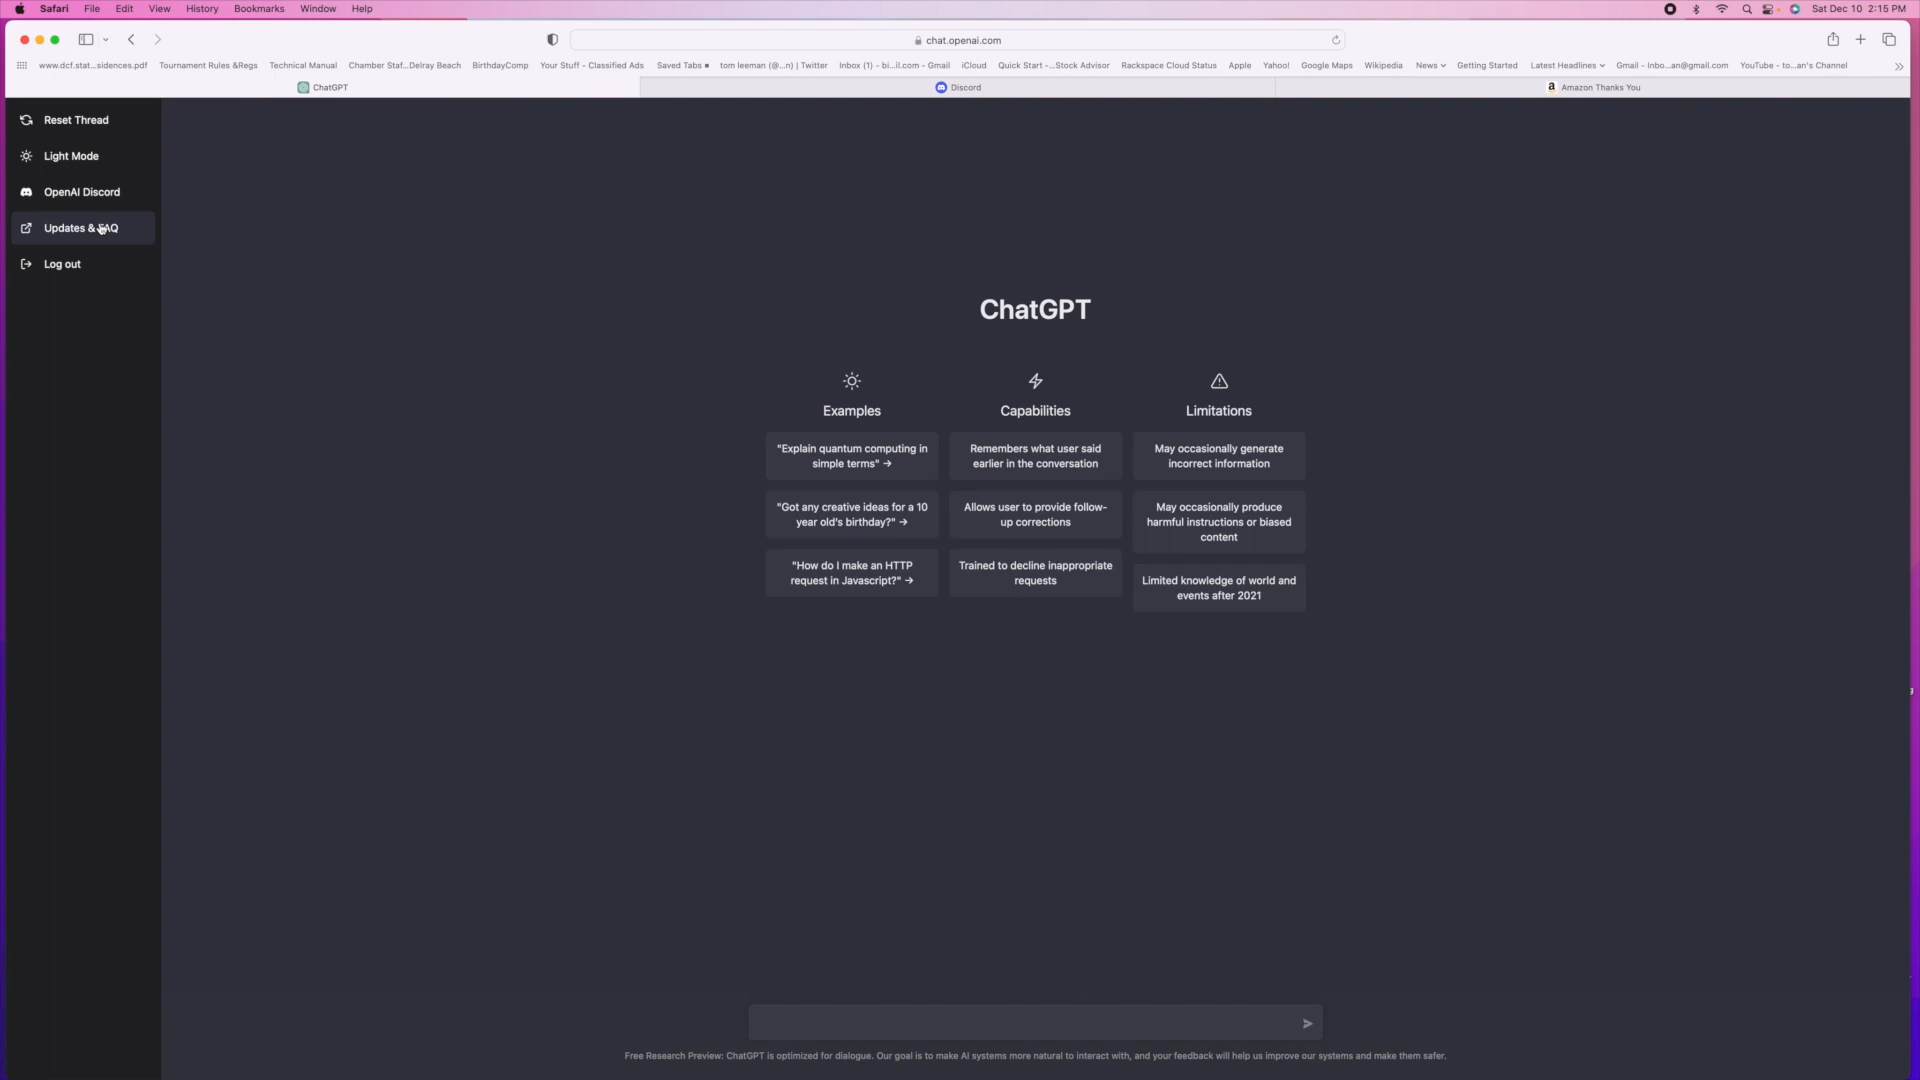 Safari File Edit View History Bookmarks Window Help Sat Dec 10 2:15 PM
chat.openai.com
www.dcf.stat...sidences.pdf Tournament Rules &Regs Technical Manual Chamber Staf...Delray Beach BirthdayComp Your Stuff - Classified Ads Saved Tabs tom leeman (@...n) | Twitter Inbox (1) - bi...il.com - Gmail iCloud Quick Start -...Stock Advisor Rackspace Cloud Status Apple Yahoo! Google Maps Wikipedia News Getting Started Latest Headlines Gmail - Inbo...an@gmail.com YouTube - to...an's Channel
ChatGPT Discord Amazon Thanks You
Reset Thread
Light Mode
OpenAI Discord
Updates & FAQ
Log out
ChatGPT
Examples
"Explain quantum computing in
simple terms" →
"Got any creative ideas for a 10
year old's birthday?" →
"How do I make an HTTP
request in Javascript?" →
Capabilities
Remembers what user said
earlier in the conversation
Allows user to provide follow-
up corrections
Trained to decline inappropriate
requests
Limitations
May occasionally generate
incorrect information
May occasionally produce
harmful instructions or biased
content
Limited knowledge of world and
events after 2021
Free Research Preview: ChatGPT is optimized for dialogue. Our goal is to make AI systems more natural to interact with, and your feedback will help us improve our systems and make them safer.